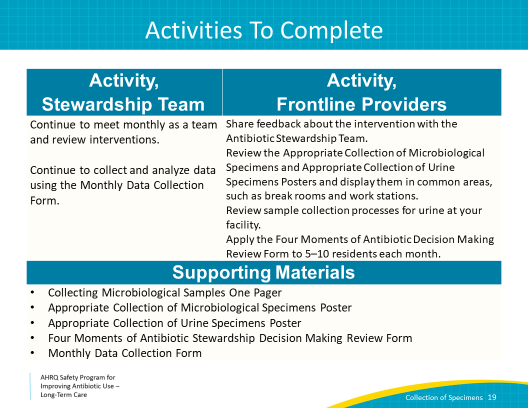 Activities To Complete
Activity,
Stewardship Team
Activity,
Frontline Providers
Continue to meet monthly as a team
and review interventions.
Continue to collect and analyze data
using the Monthly Data Collection
Form.
Share feedback about the intervention with the
Antibiotic Stewardship Team.
Review the Appropriate Collection of Microbiological
Specimens and Appropriate Collection of Urine
Specimens Posters and display them in common areas,
such as break rooms and work stations.
Review sample collection processes for urine at your
facility.
Apply the Four Moments of Antibiotic Decision Making
Review Form to 5–10 residents each month.
Supporting Materials
• Collecting Microbiological Samples One Pager
• Appropriate Collection of Microbiological Specimens Poster
• Appropriate Collection of Urine Specimens Poster
• Four Moments of Antibiotic Stewardship Decision Making Review Form
• Monthly Data Collection Form
AHRQ Safety Program for
Improving Antibiotic Use –
Long-Term Care
Collection of Specimens 19